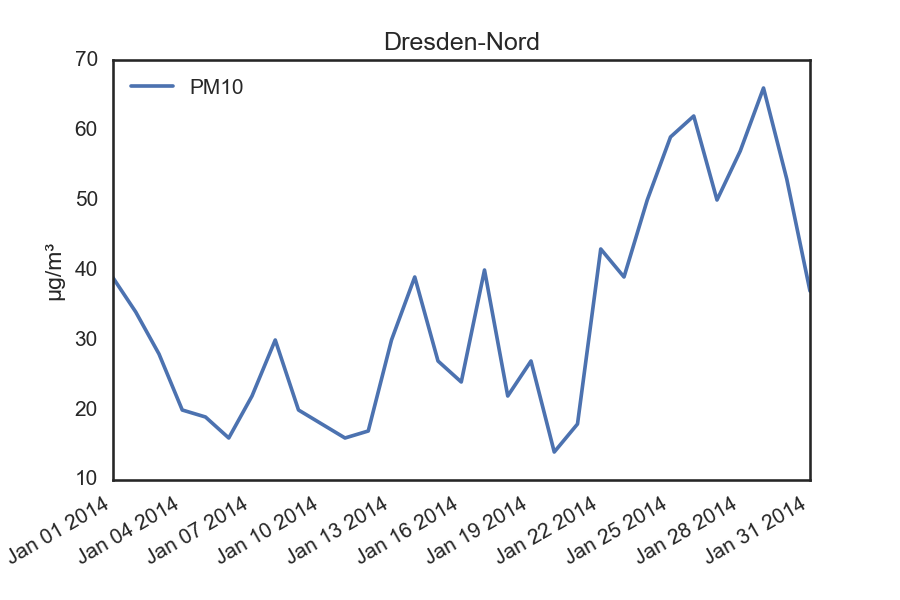 Dresden-Nord
70
PM10
60
50
40
30
20
10
µg/m³
Jan 01 2014
Jan 04 2014
Jan 07 2014
Jan 10 2014
Jan 13 2014
Jan 16 2014
Jan 19 2014
Jan 22 2014
Jan 25 2014
Jan 28 2014
Jan 31 2014